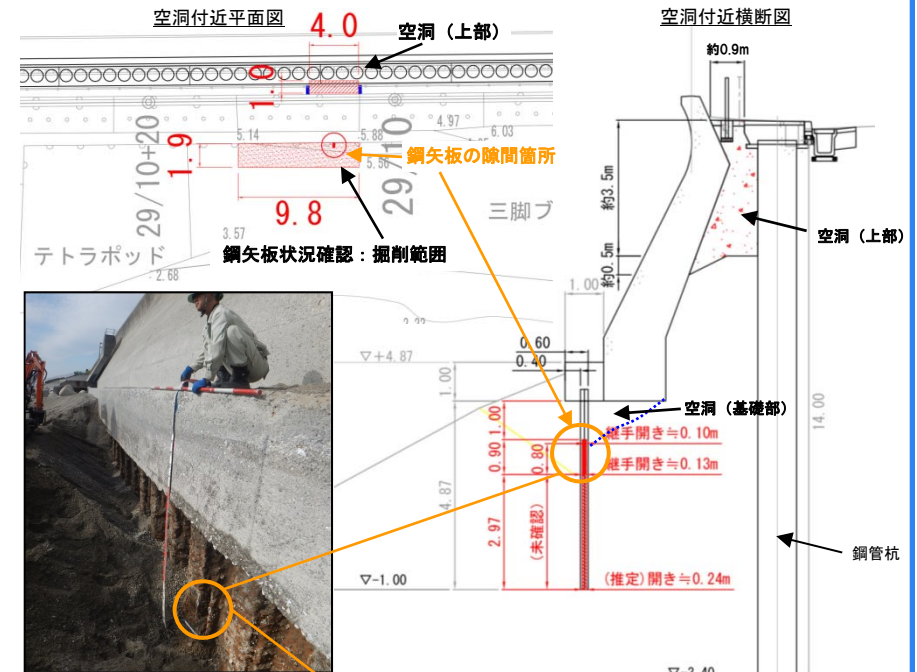 空洞付近平面図
4.0
空洞（上部）
1.0
29/10+20
29/10
5.14
5.88
4.97
6.03
1.9
5.56
鋼矢板の隙間箇所
9.8
3.57
三脚ブ
テトラポッド
鋼矢板状況確認：掘削範囲
2.68
空洞付近横断図
約0.9m
約3.5m
空洞（上部）
約0.5m
1.00
0.60
0.40
▽+4.87
1.00
空洞（基礎部）
1.00
継手開き≒0.10m
0.90
0.80
継手開き≒0.13m
4.87
2.97
(未確認)
14.00
鋼管杭
▽-1.00
(推定)開き≒0.24m
▽-3.40